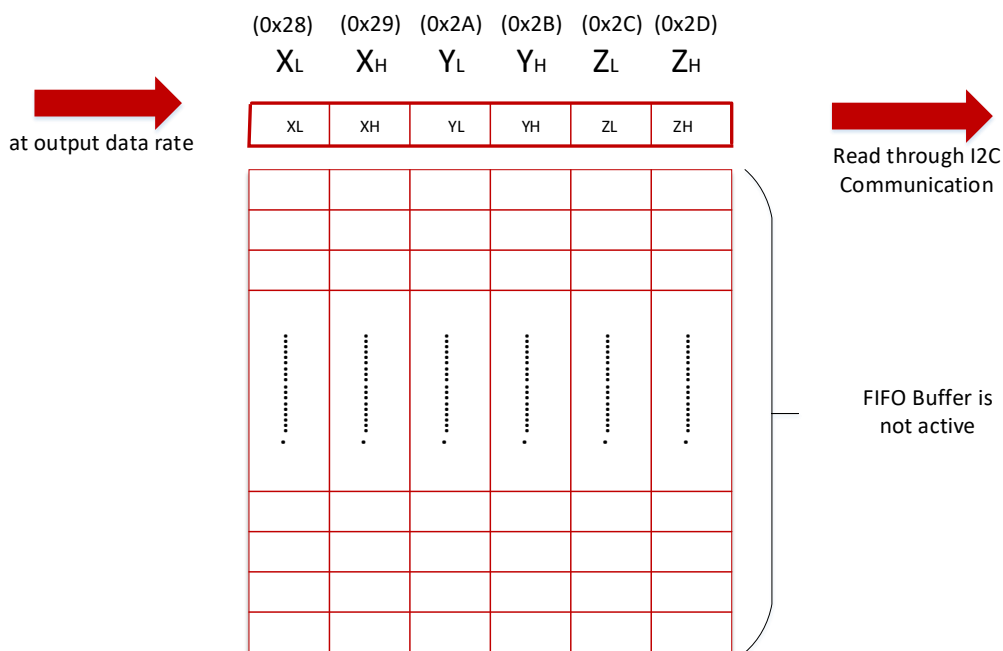 (0x28) (0x29) (0x2A) (0x2B) (0x2C) (0x2D)
XL XH YL YH ZL ZH
at output data rate
XL XH YL YH ZL ZH
Read through I2C
Communication
FIFO Buffer is
not active